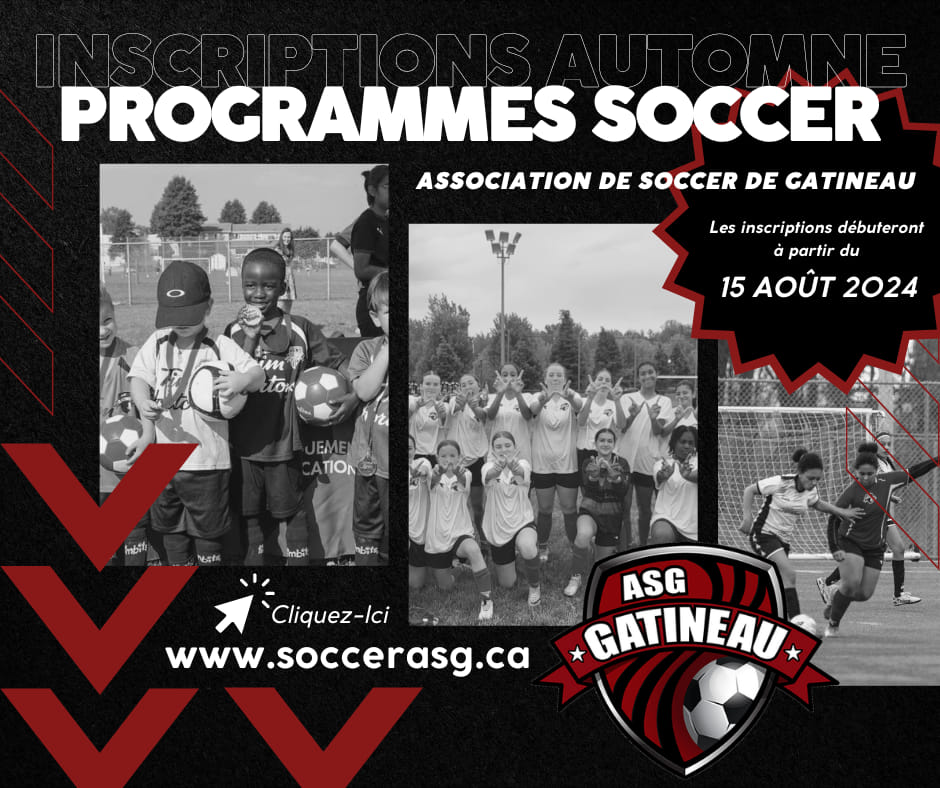 INSCRIPTIONS AUTOMNE
PROGRAMMES SOCCER
ASSOCIATION DE SOCCER DE GATINEAU
Les inscriptions débuteront
à partir du
15 AOÛT 2024
Cliquez-Ici
www.soccerasg.ca
ASG
GATINEAU